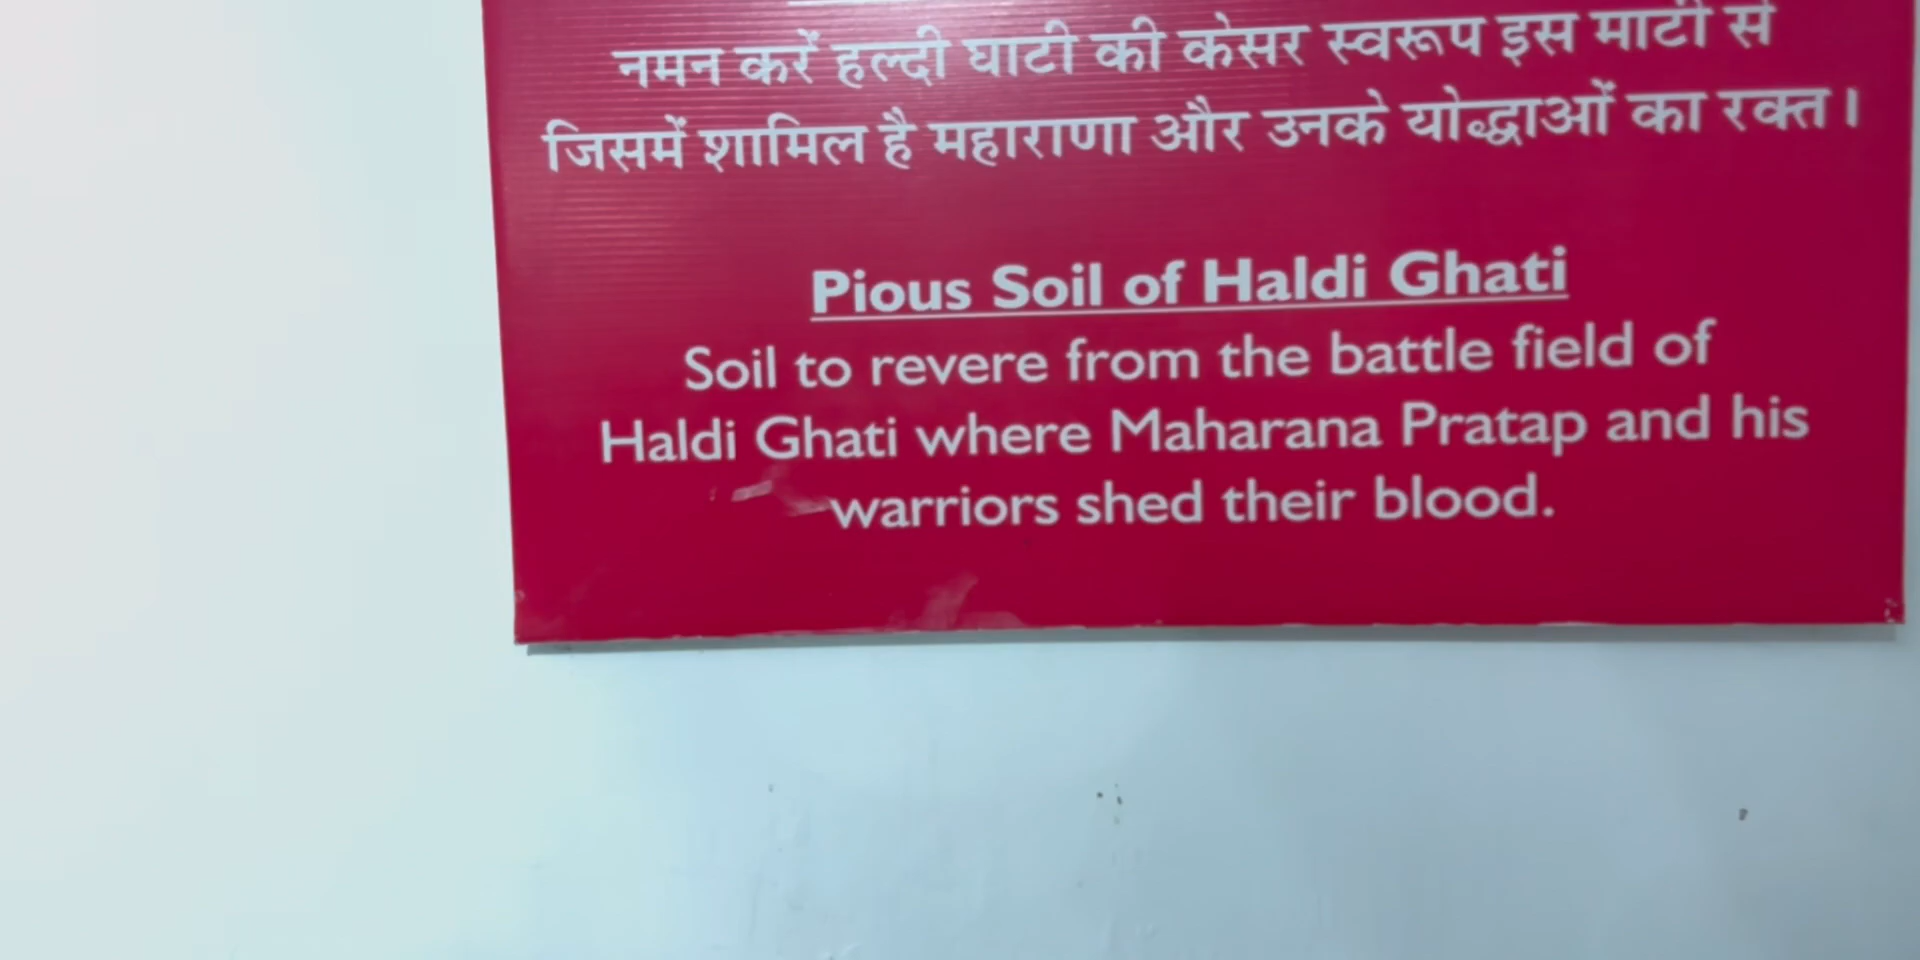 नमन करें हल्दी घाटी की केसर स्वरूप इस माटी से
जिसमें शामिल है महाराणा और उनके योद्धाओं का रक्त।
Pious Soil of Haldi Ghati
Soil to revere from the battle field of
Haldi Ghati where Maharana Pratap and his
warriors shed their blood.